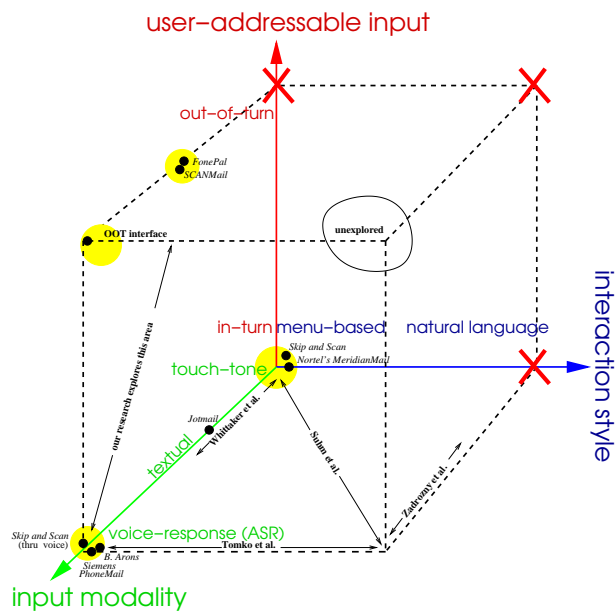 user-addressable input
out-of-turn
FonePal
SCANMail
OOT interface
unexplored
interaction style
our research explores this area
in-turn
menu-based
natural language
Skip and Scan
Nortel's MeridianMail
touch-tone
Jotmail
Whittaker et al.
textual
Suhm et al.
Zadrozny et al.
Skip and Scan
(thru voice)
voice-response (ASR)
Tomko et al.
B. Arons
Siemens
PhoneMail
input modality